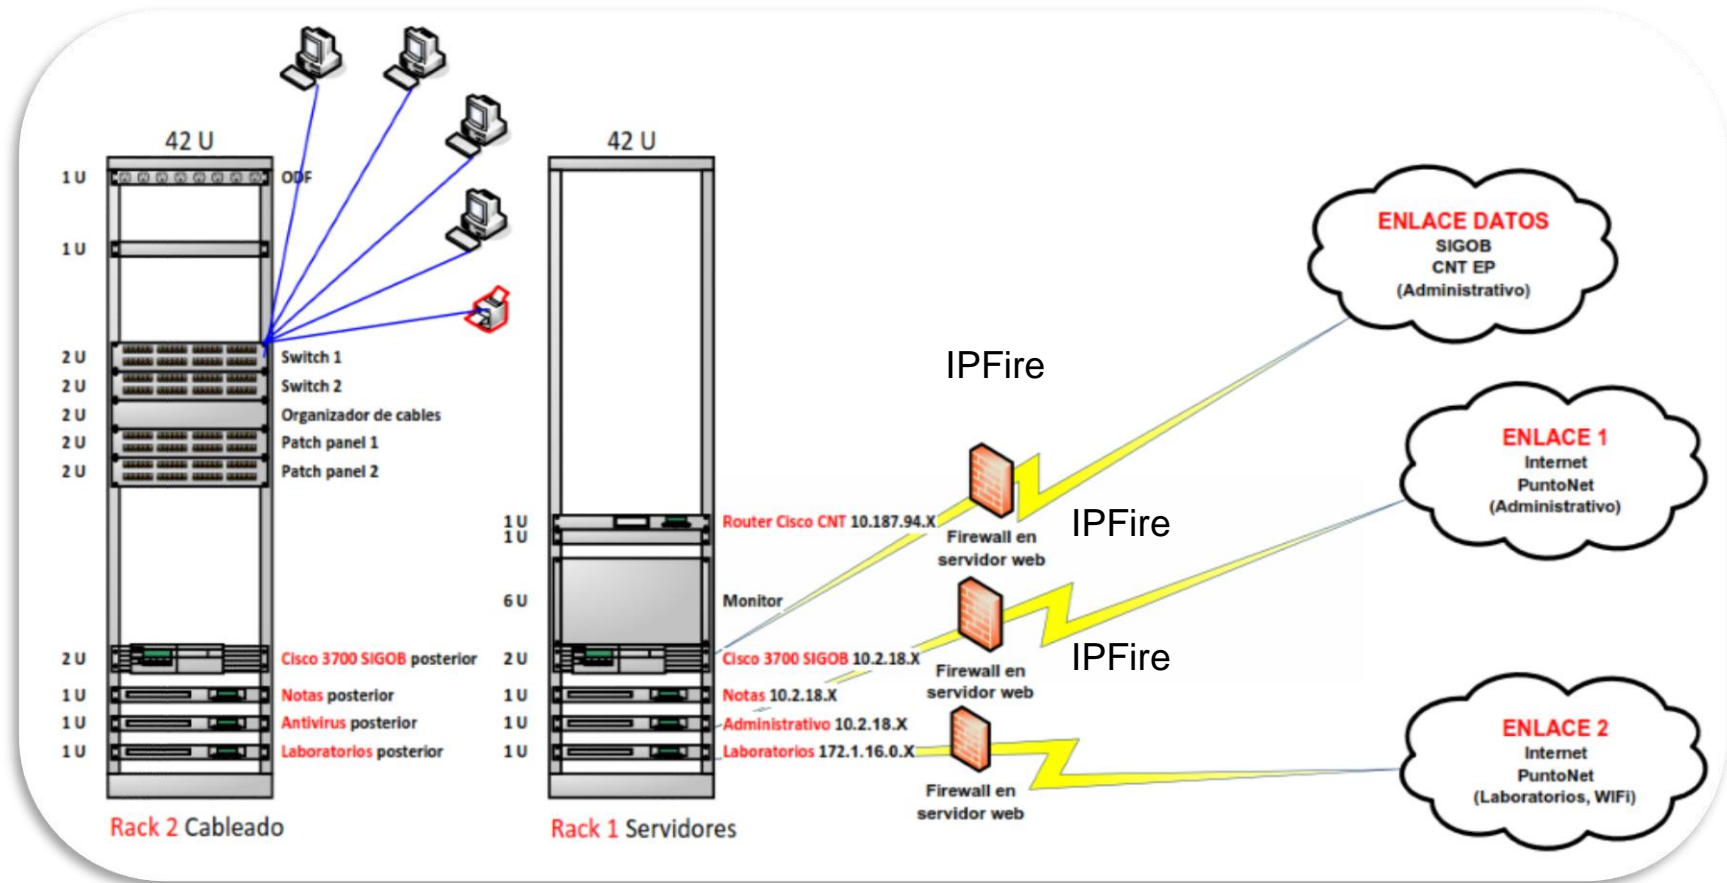 42 U
1 U
ODF
1 U
2 U
Switch 1
2 U
Switch 2
2 U
Organizador de cables
2 U
Patch panel 1
2 U
Patch panel 2
2 U
Cisco 3700 SIGOB posterior
1 U
Notas posterior
1 U
Antivirus posterior
1 U
Laboratorios posterior
Rack 2 Cableado
42 U
1 U
Router Cisco CNT 10.187.94.X
1 U
6 U
Monitor
2 U
Cisco 3700 SIGOB 10.2.18.X
1 U
Notas 10.2.18.X
1 U
Administrativo 10.2.18.X
1 U
Laboratorios 172.1.16.0.X
Rack 1 Servidores
IPFire
Firewall en
servidor web
IPFire
Firewall en
servidor web
IPFire
Firewall en
servidor web
ENLACE DATOS
SIGOB
CNT EP
(Administrativo)
ENLACE 1
Internet
PuntoNet
(Administrativo)
ENLACE 2
Internet
PuntoNet
(Laboratorios, WIFi)